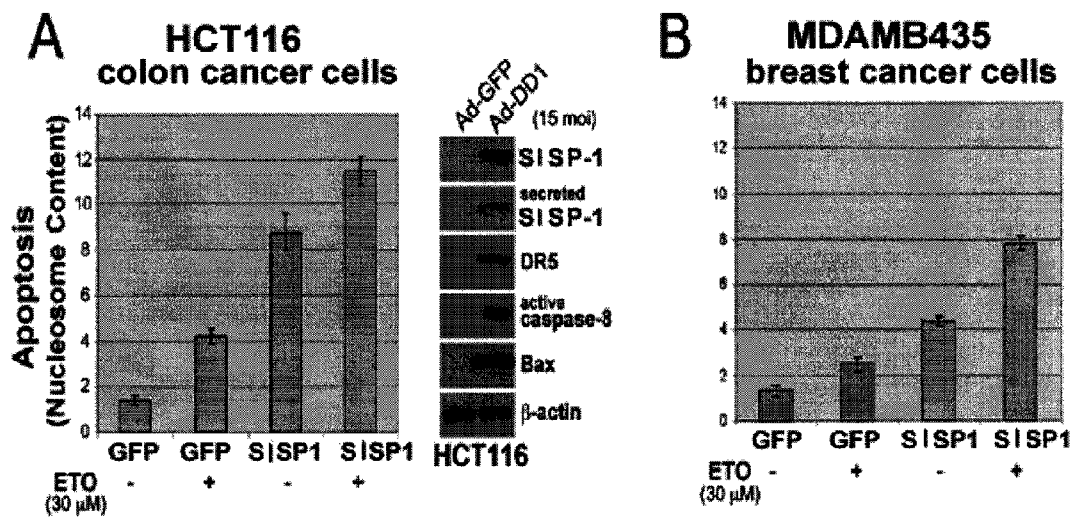 A
HCT116
colon cancer cells
Apoptosis
(Nucleosome Content)
14
12
10
8
6
4
2
0
GFP GFP SISP1 SISP1
ETO - + - +
(30 µM)
Ad-GFP
Ad-DD1
(15 moi)
SISP-1
secreted
SISP-1
DR5
active
caspase-8
Bax
β-actin
HCT116
B
MDAMB435
breast cancer cells
14
12
10
8
6
4
2
0
GFP GFP SISP1 SISP1
ETO - + - +
(30 µM)